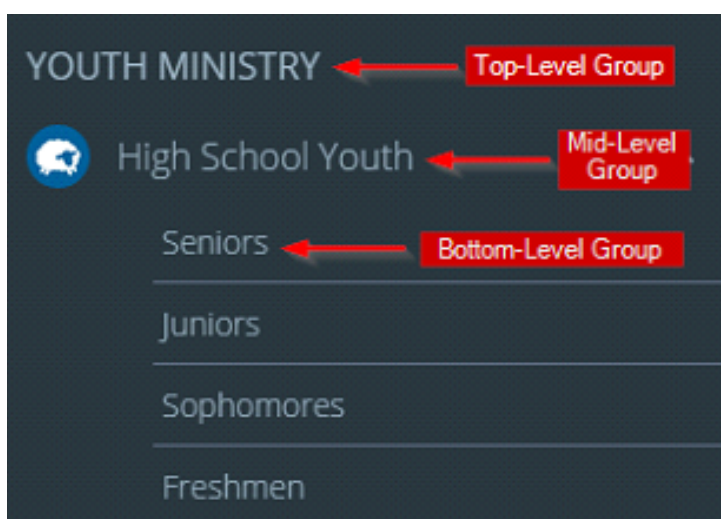 YOUTH MINISTRY
Top-Level Group
High School Youth
Mid-Level
Group
Seniors
Bottom-Level Group
Juniors
Sophomores
Freshmen